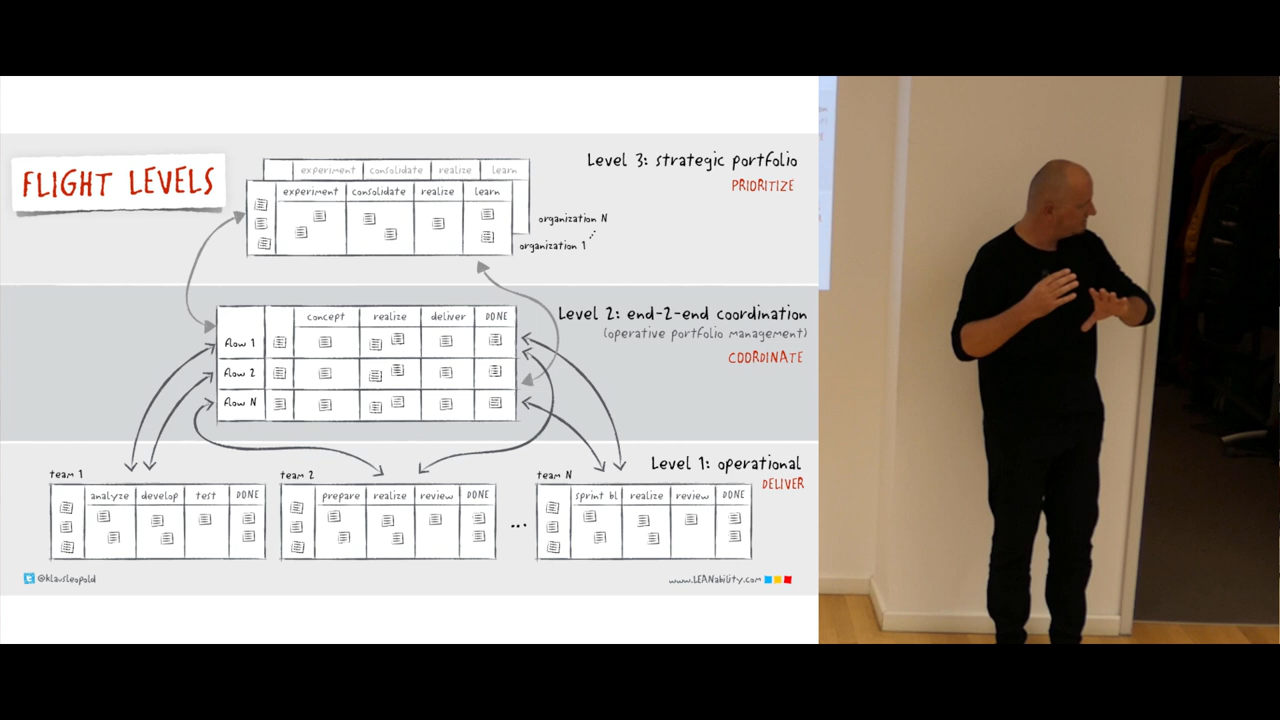 FLIGHT LEVELS
Level 3: strategic portfolio
PRIORITIZE
experiment consolidate realize learn
experiment consolidate realize learn
organization N
organization 1
Level 2: end-2-end coordination
(operative portfolio management)
COORDINATE
concept realize deliver DONE
flow 1
flow 2
flow N
Level 1: operational
DELIVER
team 1
analyze develop test DONE
team 2
prepare realize review DONE
...
team N
sprint bl realize review DONE
@klausleopold
www.LEANability.com